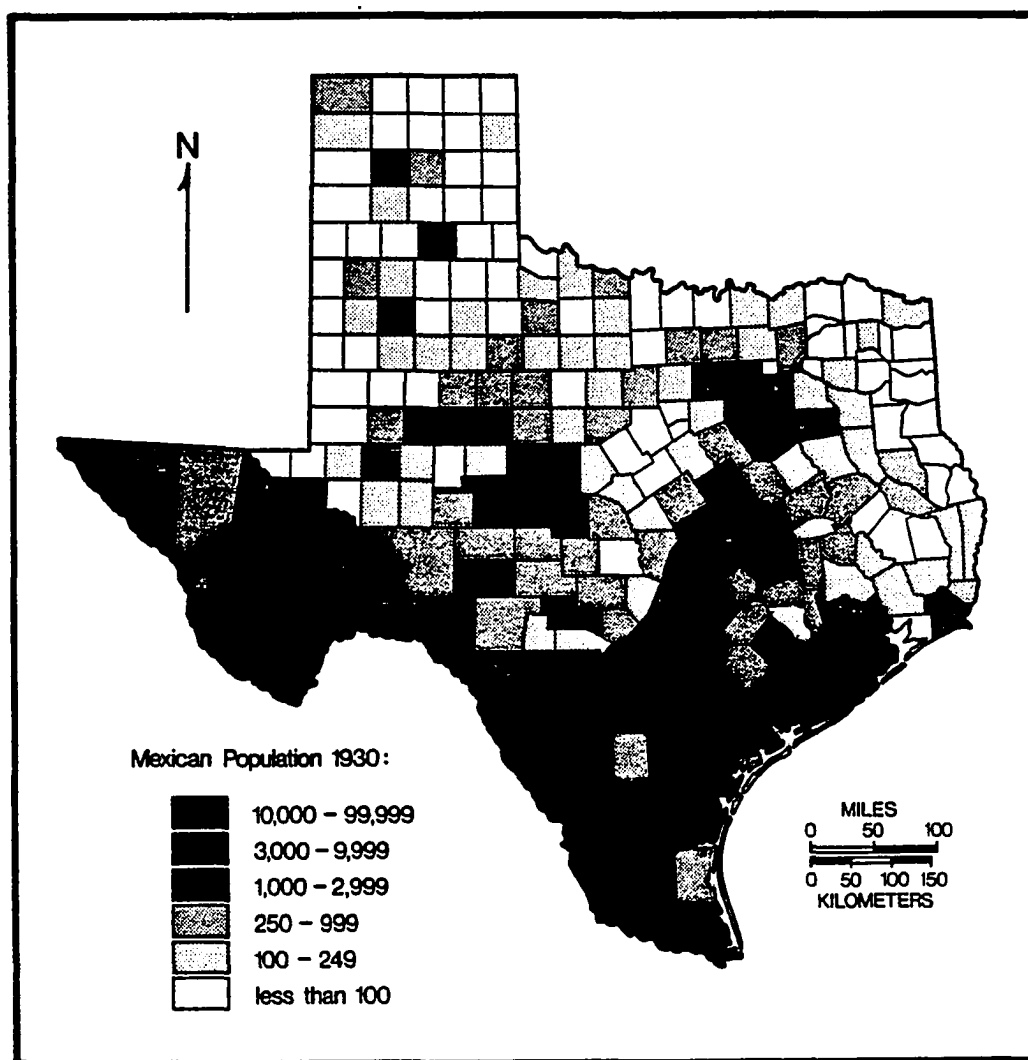 N
Mexican Population 1930:
10,000 – 99,999
3,000 – 9,999
1,000 – 2,999
250 – 999
100 – 249
less than 100
MILES
0 50 100
0 50 100 150
KILOMETERS